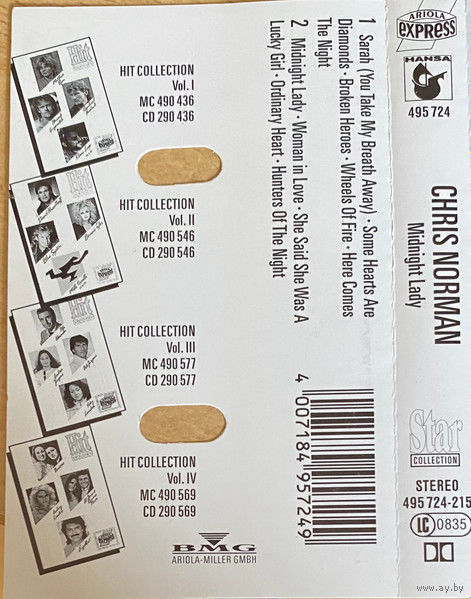 HIT COLLECTION
Vol. I
MC 490 436
CD 290 436
HIT COLLECTION
Vol. II
MC 490 546
CD 290 546
HIT COLLECTION
Vol. III
MC 490 577
CD 290 577
HIT COLLECTION
Vol. IV
MC 490 569
CD 290 569
BMG
ARIOLA-MILLER GMBH
1 Sarah (You Take My Breath Away) · Some Hearts Are
Diamonds · Broken Heroes · Wheels Of Fire · Here Comes
The Night
2 Midnight Lady · Woman in Love · She Said She Was A
Lucky Girl · Ordinary Heart · Hunters Of The Night
4 007184 957249
ARIOLA
EXPRESS
HANSA
495 724
CHRIS NORMAN
Midnight Lady
Star
COLLECTION
STEREO
495 724-215
LC 0835
www.ay.by